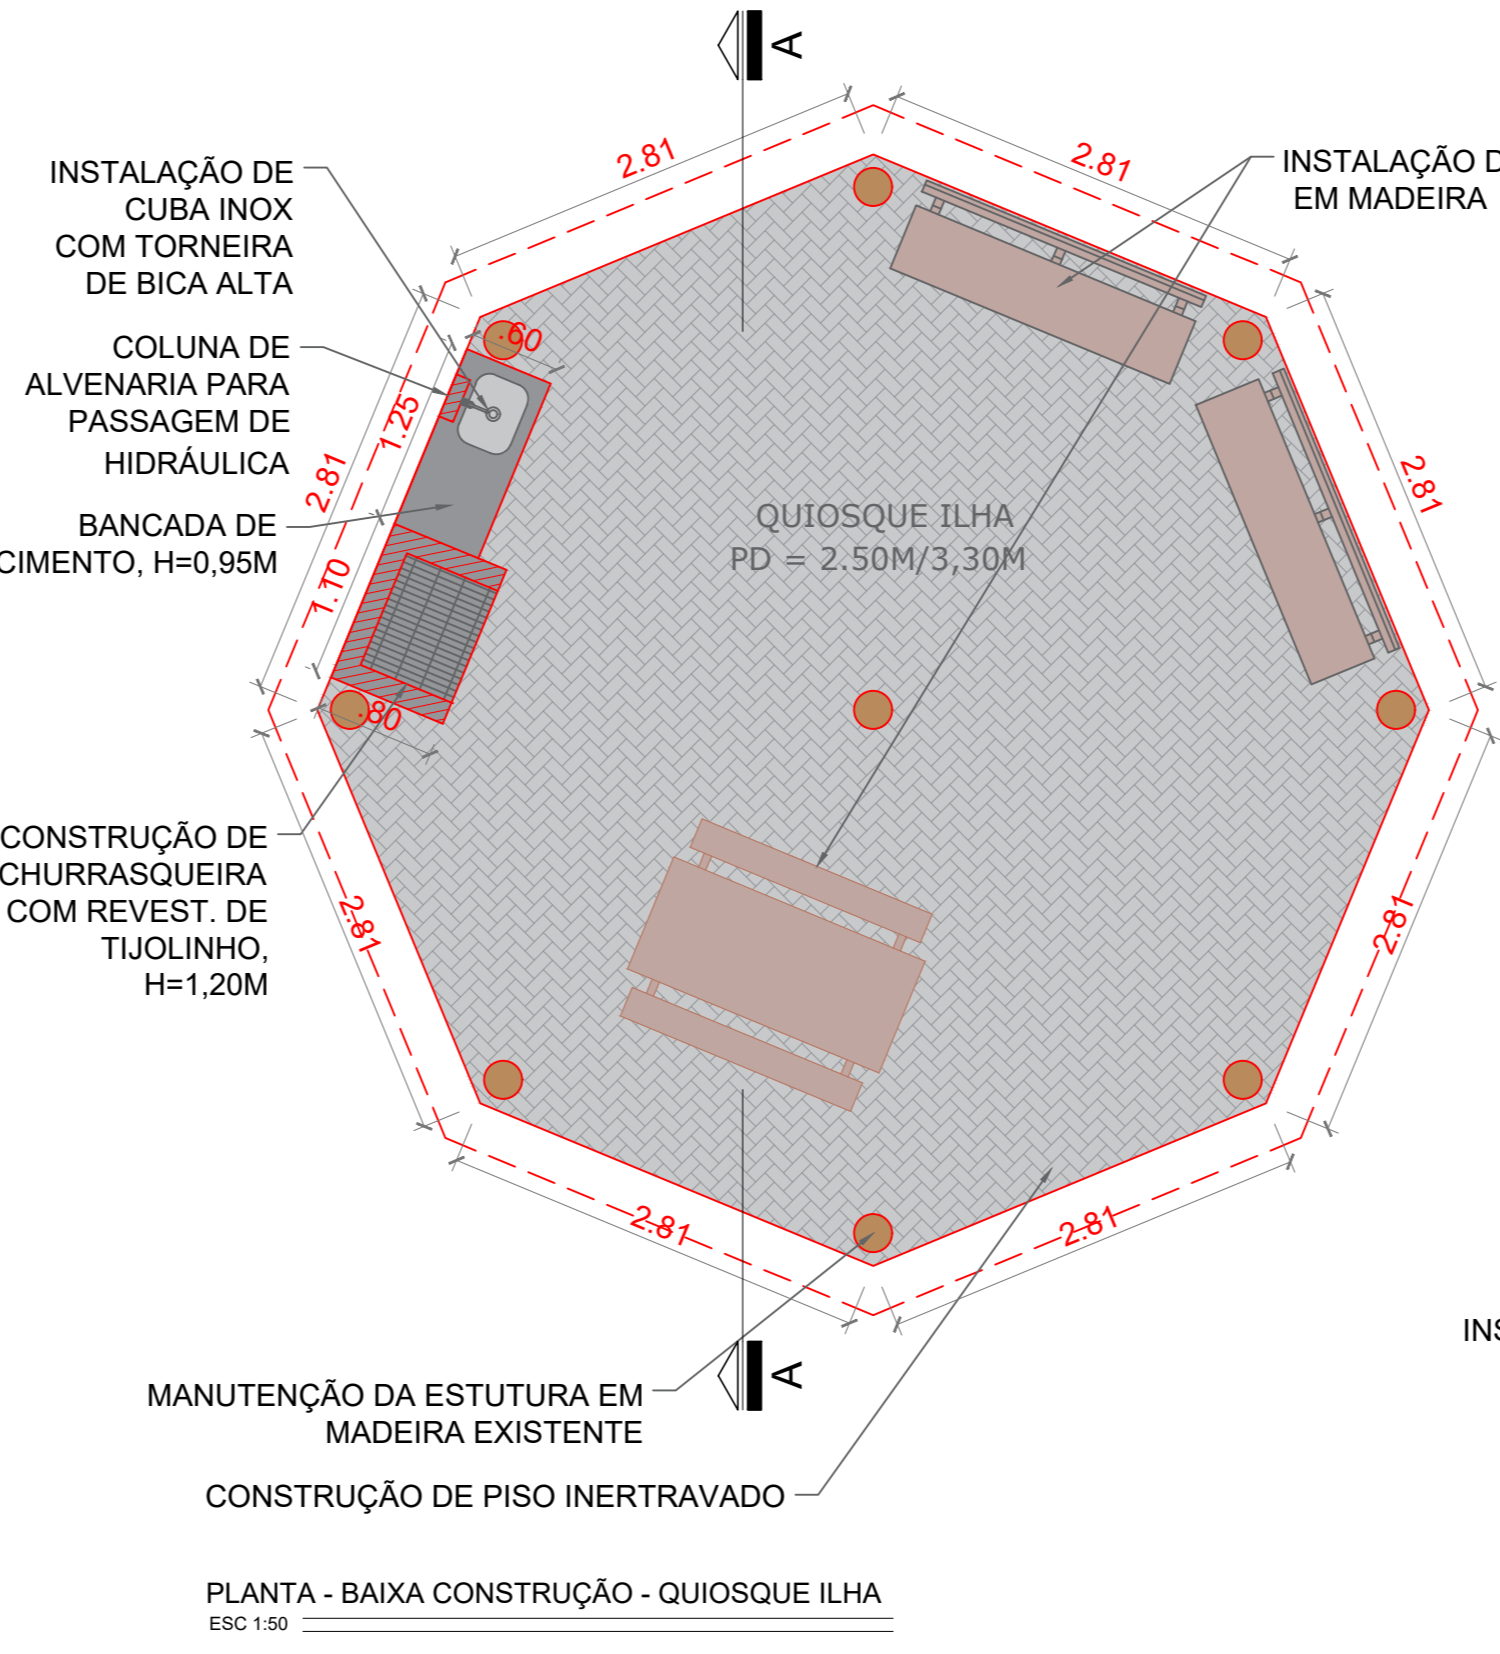 A
2.81
2.81
INSTALAÇÃO DE
CUBA INOX
COM TORNEIRA
DE BICA ALTA
INSTALAÇÃO D
EM MADEIRA
COLUNA DE
ALVENARIA PARA
PASSAGEM DE
HIDRÁULICA
.60
1.25
2.81
2.81
BANCADA DE
CIMENTO, H=0,95M
QUIOSQUE ILHA
PD = 2.50M/3,30M
1.10
.80
CONSTRUÇÃO DE
CHURRASQUEIRA
COM REVEST. DE
TIJOLINHO,
H=1,20M
2.81
2.81
2.81
2.81
INS
A
MANUTENÇÃO DA ESTUTURA EM
MADEIRA EXISTENTE
CONSTRUÇÃO DE PISO INERTRAVADO
PLANTA - BAIXA CONSTRUÇÃO - QUIOSQUE ILHA
ESC 1:50